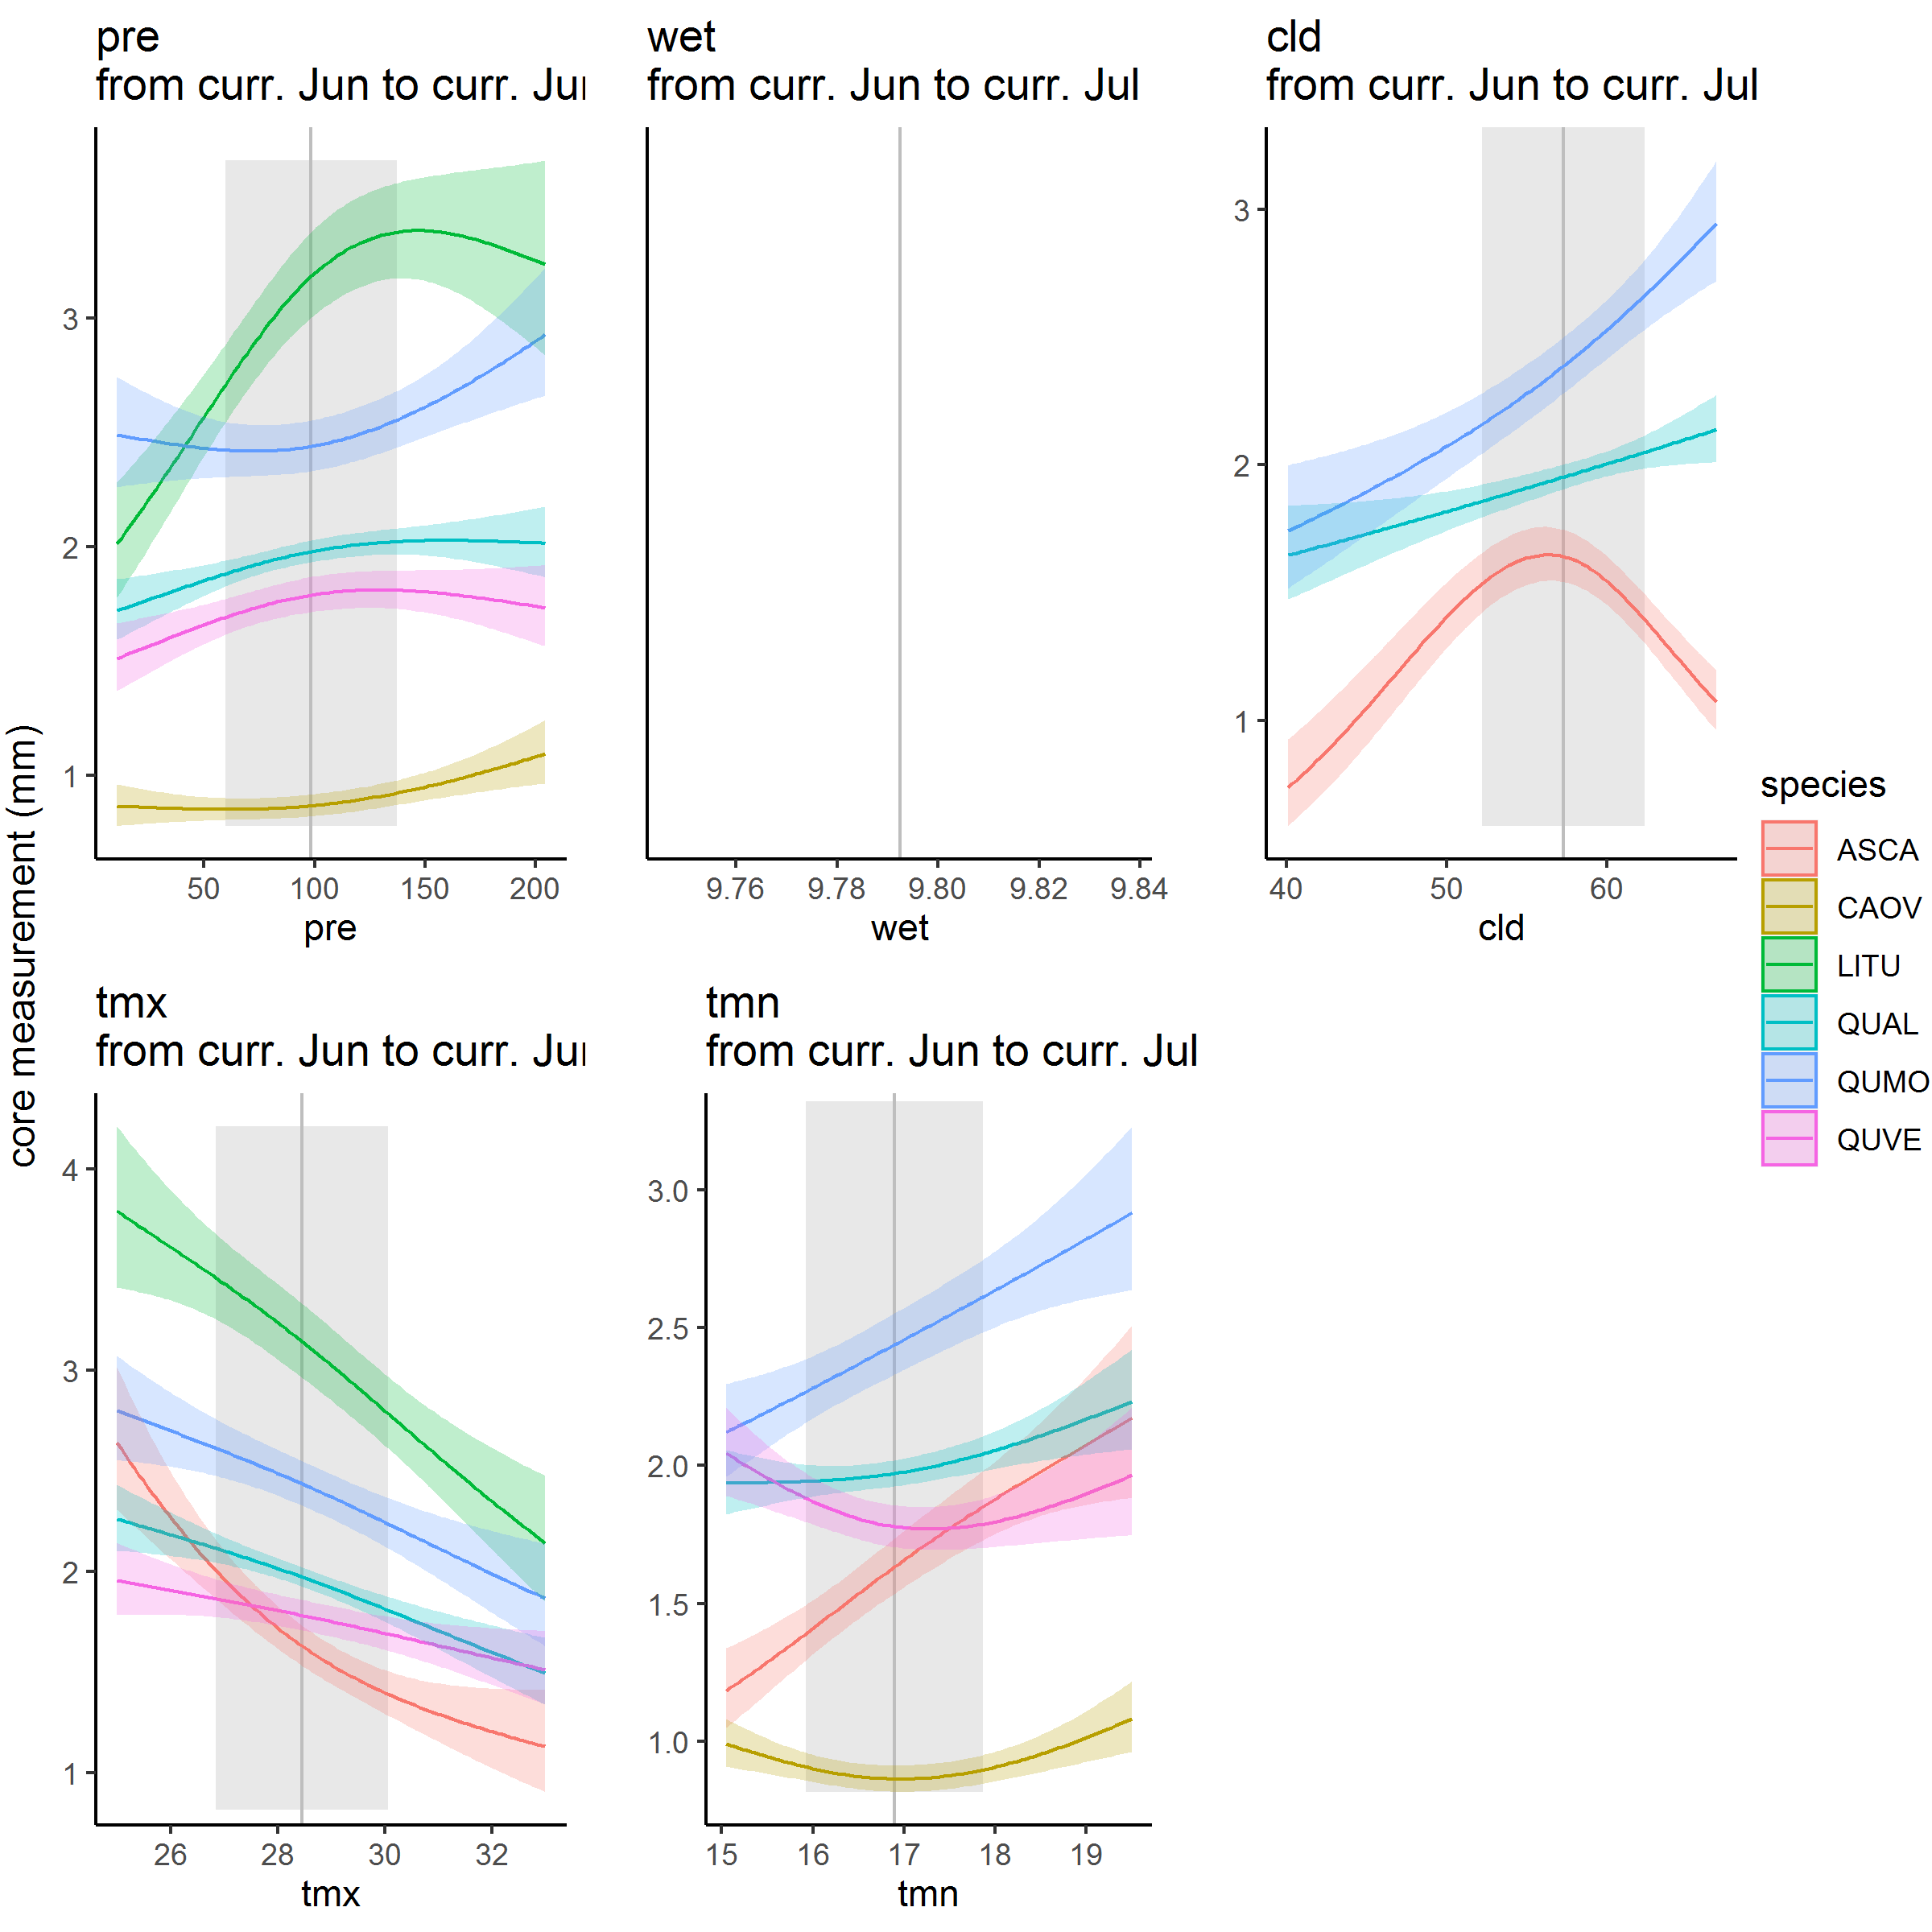 pre
from curr. Jun to curr. Ju
wet
from curr. Jun to curr. Jul
cld
from curr. Jun to curr. Jul
3
2
1
50 100 150 200
pre
9.76 9.78 9.80 9.82 9.84
wet
3
2
1
40 50 60
cld
core measurement (mm)
tmx
from curr. Jun to curr. Ju
tmn
from curr. Jun to curr. Jul
4
3
2
1
26 28 30 32
tmx
3.0
2.5
2.0
1.5
1.0
15 16 17 18 19
tmn
species
ASCA
CAOV
LITU
QUAL
QUMO
QUVE